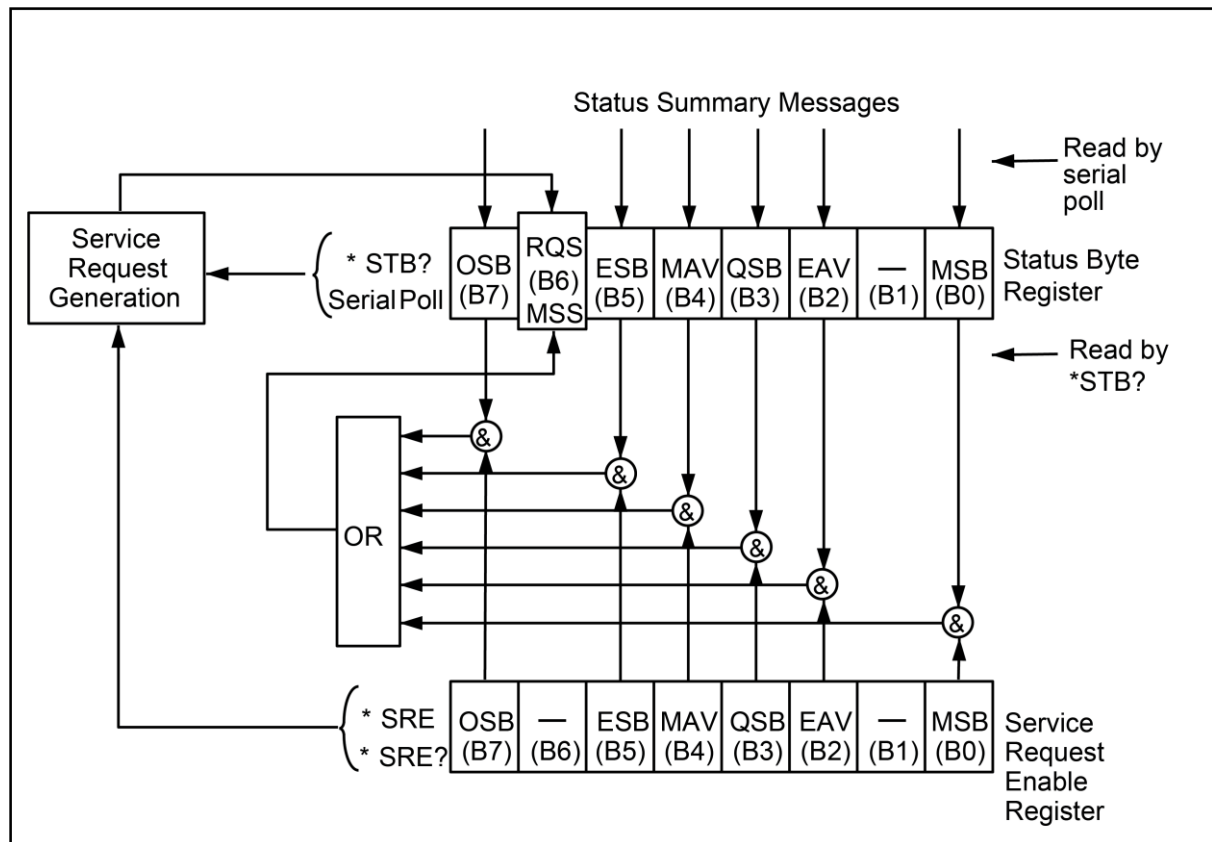 Status Summary Messages
Read by
serial
poll
Service
Request
Generation
* STB?
Serial Poll
OSB
(B7)
RQS
(B6)
MSS
ESB
(B5)
MAV
(B4)
QSB
(B3)
EAV
(B2)
—
(B1)
MSB
(B0)
Status Byte
Register
Read by
*STB?
&
&
&
&
&
&
OR
* SRE
* SRE?
OSB
(B7)
—
(B6)
ESB
(B5)
MAV
(B4)
QSB
(B3)
EAV
(B2)
—
(B1)
MSB
(B0)
Service
Request
Enable
Register